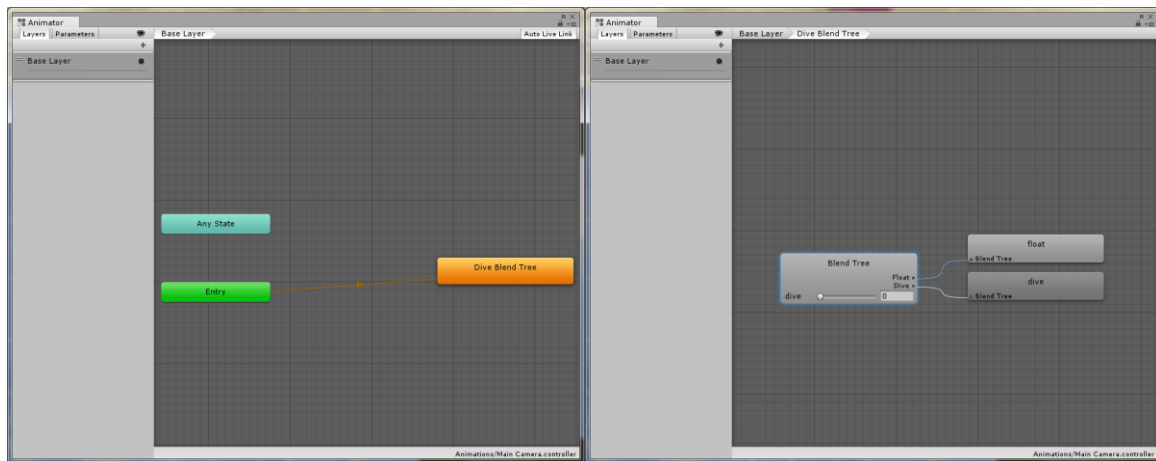 Animator
Layers Parameters
Base Layer
Auto Live Link
Base Layer
Any State
Entry
Dive Blend Tree
Animations/Main Camera.controller
Animator
Layers Parameters
Base Layer Dive Blend Tree
Base Layer
Blend Tree
Float
Dive
dive 0
float
Blend Tree
dive
Blend Tree
Animations/Main Camera.controller